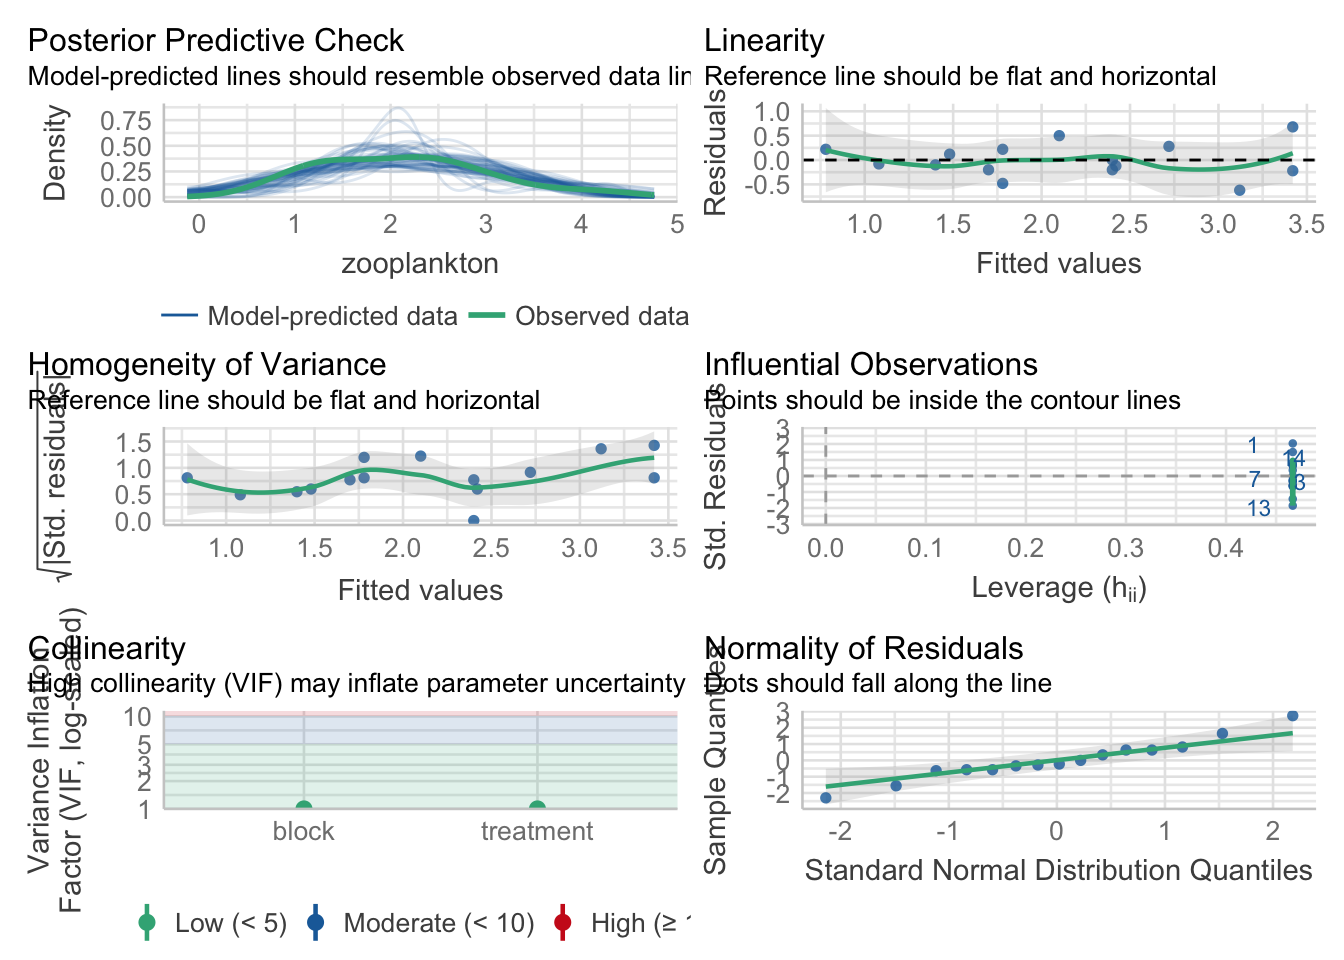 Posterior Predictive Check
Model-predicted lines should resemble observed data lin
Density
0.75
0.50
0.25
0.00
0 1 2 3 4 5
zooplankton
Model-predicted data Observed data
Linearity
Reference line should be flat and horizontal
Residuals
1.0
0.5
0.0
-0.5
1.0 1.5 2.0 2.5 3.0 3.5
Fitted values
Homogeneity of Variance
Reference line should be flat and horizontal
√|Std. residuals|
1.5
1.0
0.5
0.0
1.0 1.5 2.0 2.5 3.0 3.5
Fitted values
Influential Observations
Points should be inside the contour lines
Std. Residuals
3
2
1
0
-1
-2
-3
1
14
7
13
0.0 0.1 0.2 0.3 0.4
Leverage (hii)
Collinearity
High collinearity (VIF) may inflate parameter uncertainty
Variance Inflation
Factor (VIF, log-scaled)
10
5
3
2
1
block treatment
Low (< 5) Moderate (< 10) High (≥
Normality of Residuals
Dots should fall along the line
Sample Quantiles
3
2
1
0
-1
-2
-2 -1 0 1 2
Standard Normal Distribution Quantiles